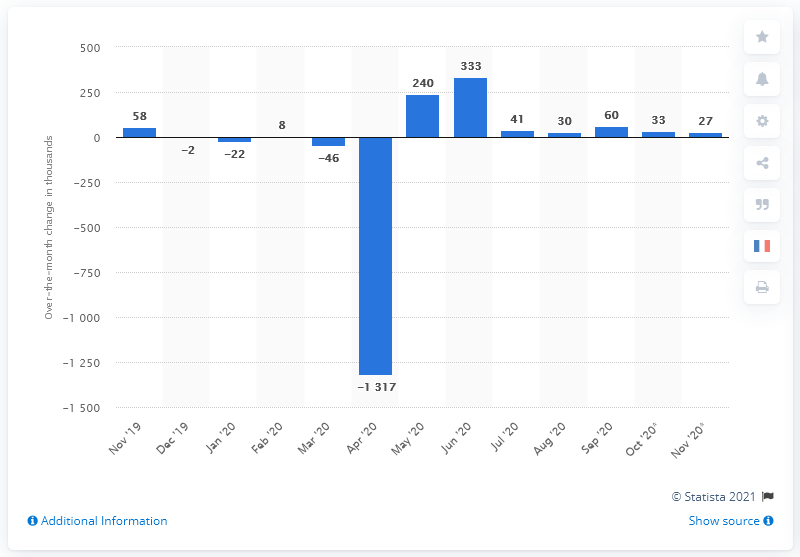 500
250
0
−250
−500
−750
−1 000
−1 250
−1 500
Over-the-month change in thousands
58
−2
−22
8
−46
−1 317
240
333
41
30
60
33
27
Nov '19
Dec '19
Jan '20
Feb '20
Mar '20
Apr '20
May '20
Jun '20
Jul '20
Aug '20
Sep '20
Oct '20*
Nov '20*
© Statista 2021
Additional Information
Show source